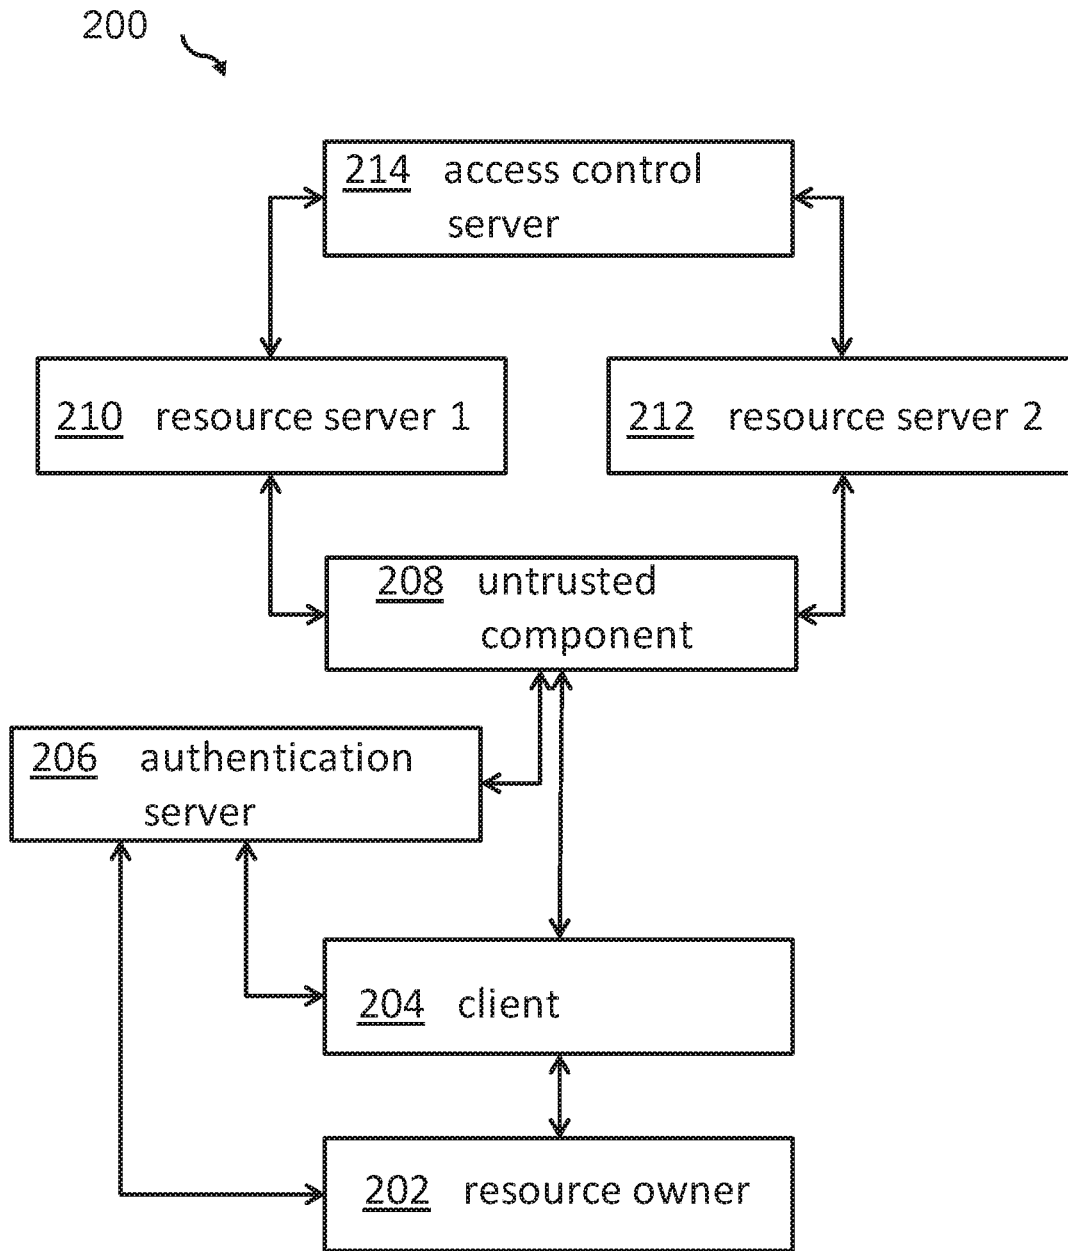 200
214 access control
server
210 resource server 1
212 resource server 2
208 untrusted
component
206 authentication
server
204 client
202 resource owner